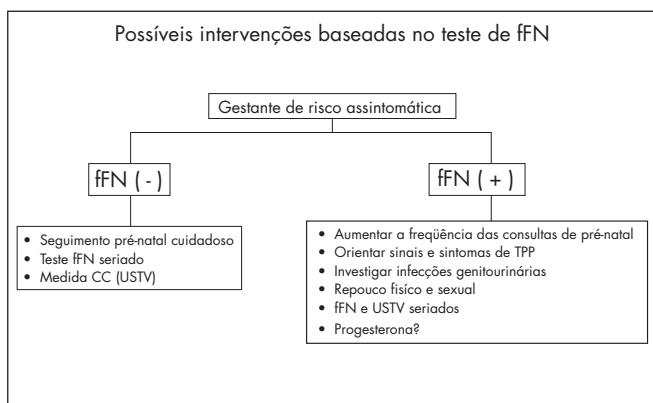 Possíveis intervenções baseadas no teste de fFN
Gestante de risco assintomática
fFN ( - )
fFN ( + )
• Seguimento pré-natal cuidadoso
• Teste fFN seriado
• Medida CC (USTV)
• Aumentar a freqüência das consultas de pré-natal
• Orientar sinais e sintomas de TPP
• Investigar infecções genitourinárias
• Repouco fisíco e sexual
• fFN e USTV seriados
• Progesterona?